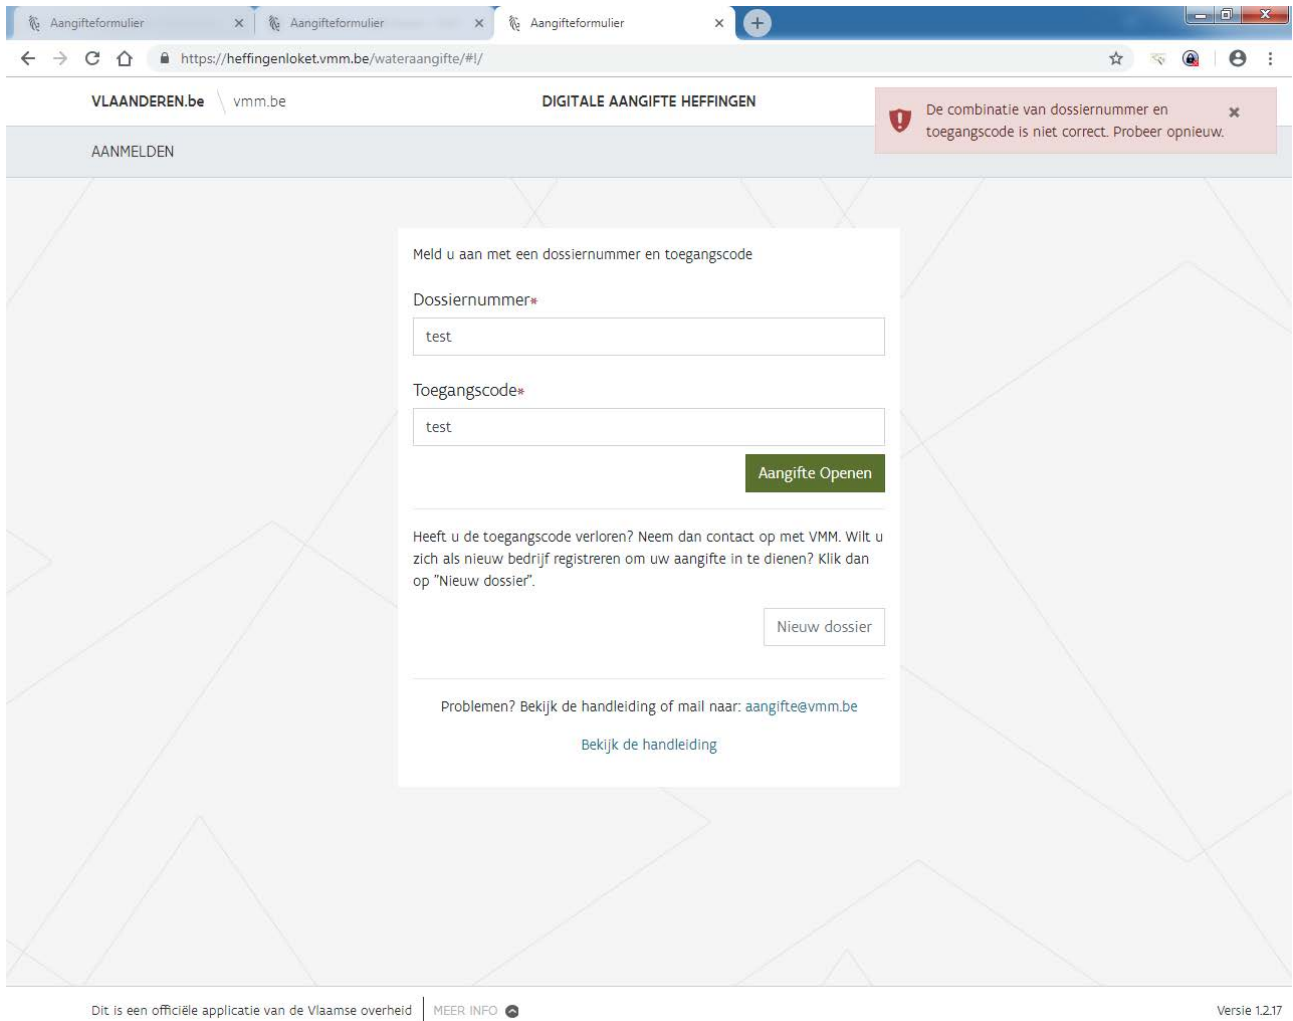 Aangifteformulier
Aangifteformulier
Aangifteformulier
https://heffingenloket.vmm.be/wateraangifte/#!/
VLAANDEREN.be
vmm.be
DIGITALE AANGIFTE HEFFINGEN
De combinatie van dossiernummer en
toegangscode is niet correct. Probeer opnieuw.
AANMELDEN
Meld u aan met een dossiernummer en toegangscode
Dossiernummer*
test
Toegangscode*
test
Aangifte Openen
Heeft u de toegangscode verloren? Neem dan contact op met VMM. Wilt u
zich als nieuw bedrijf registreren om uw aangifte in te dienen? Klik dan
op "Nieuw dossier".
Nieuw dossier
Problemen? Bekijk de handleiding of mail naar: aangifte@vmm.be
Bekijk de handleiding
Dit is een officiële applicatie van de Vlaamse overheid
MEER INFO
Versie 1.2.17